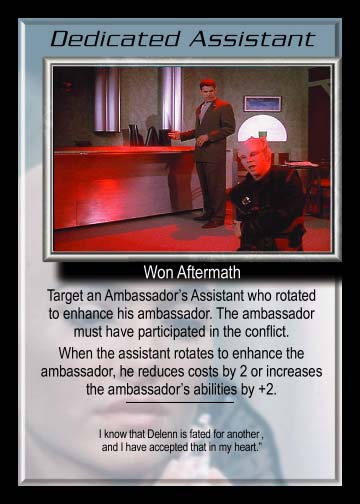 Dedicated Assistant
Won Aftermath
Target an Ambassador's Assistant who rotated
to enhance his ambassador. The ambassador
must have participated in the conflict.
When the assistant rotates to enhance the
ambassador, he reduces costs by 2 or increases
the ambassador's abilities by +2.
I know that Delenn is fated for another ,
and I have accepted that in my heart."